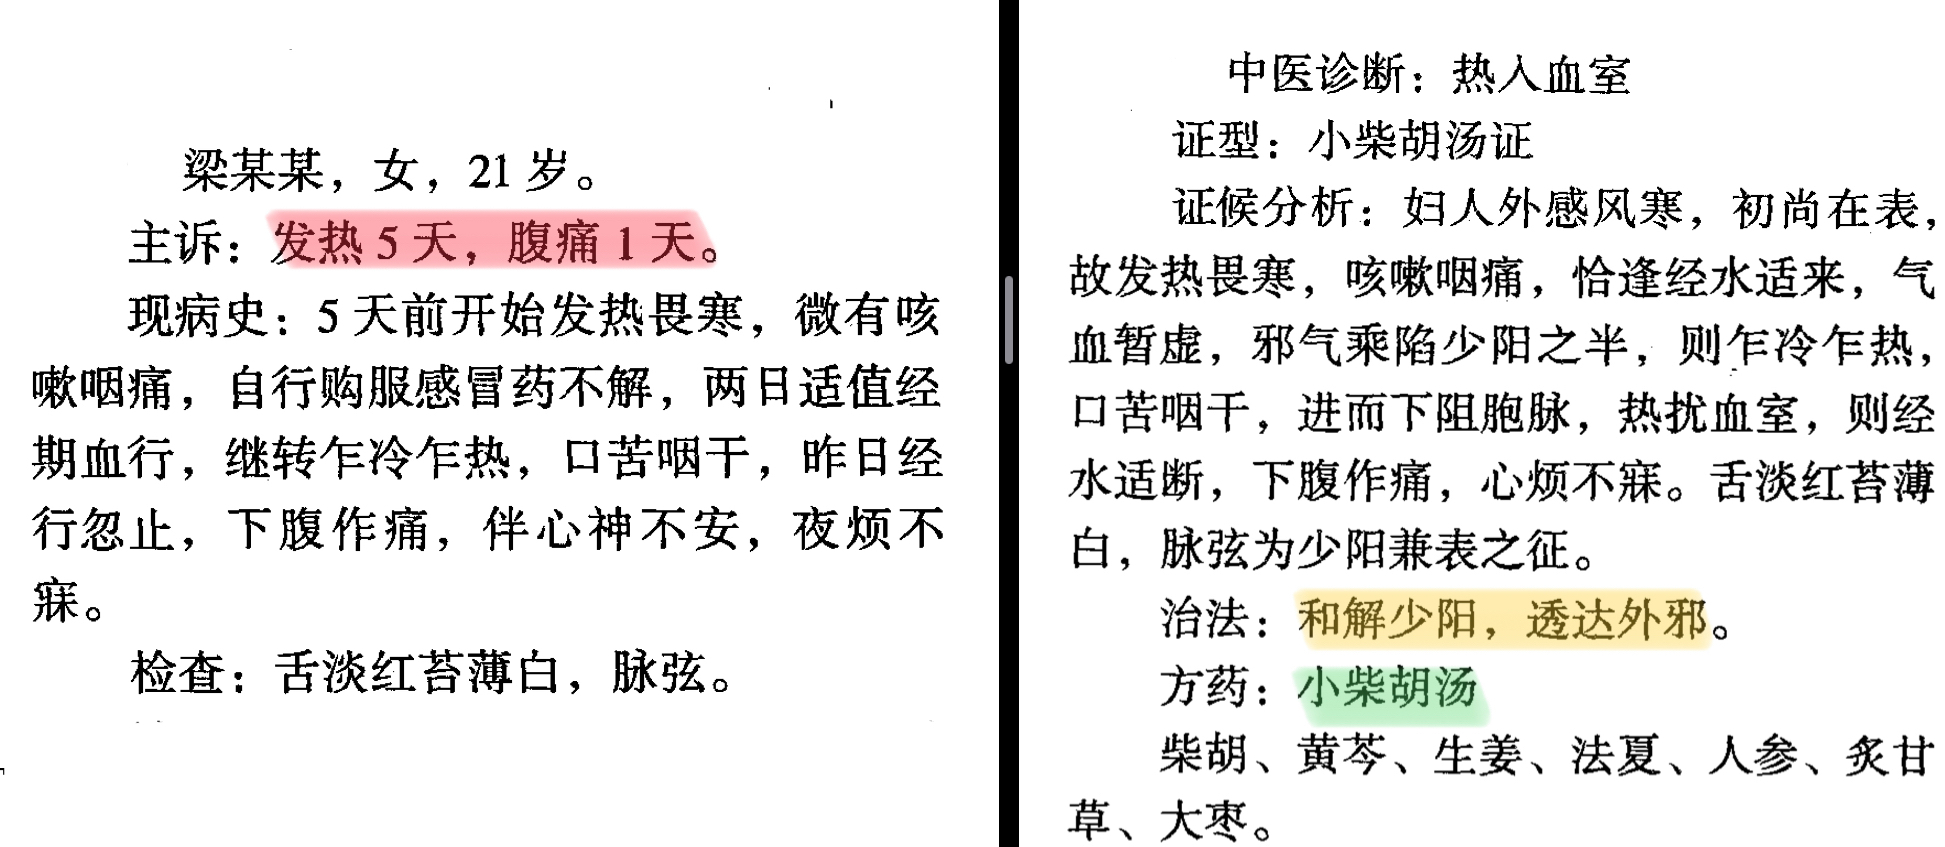 梁某某，女，21岁。
主诉：发热5天，腹痛1天。
现病史：5天前开始发热畏寒，微有咳
嗽咽痛，自行购服感冒药不解，两日适值经
期血行，继转乍冷乍热，口苦咽干，昨日经
行忽止，下腹作痛，伴心神不安，夜烦不
寐。
检查：舌淡红苔薄白，脉弦。
中医诊断：热入血室
证型：小柴胡汤证
证候分析：妇人外感风寒，初尚在表，
故发热畏寒，咳嗽咽痛，恰逢经水适来，气
血暂虚，邪气乘陷少阳之半，则乍冷乍热，
口苦咽干，进而下阻胞脉，热扰血室，则经
水适断，下腹作痛，心烦不寐。舌淡红苔薄
白，脉弦为少阳兼表之征。
治法：和解少阳，透达外邪。
方药：小柴胡汤
柴胡、黄芩、生姜、法夏、人参、炙甘
草、大枣。